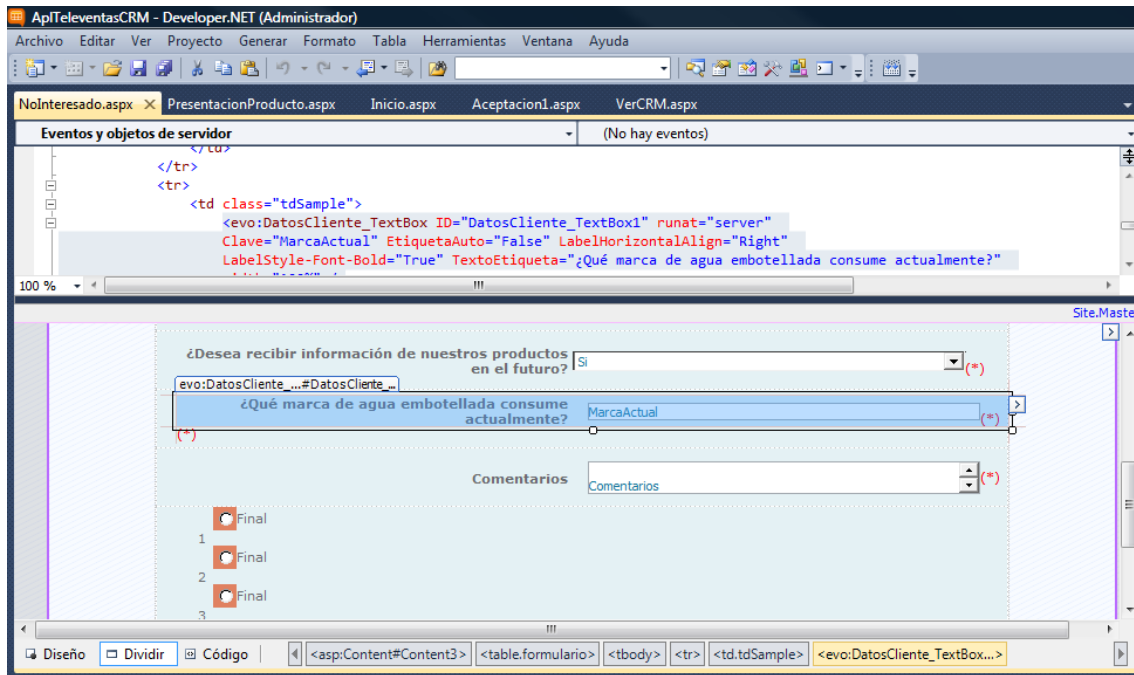 AplTeleventasCRM - Developer.NET (Administrador)
Archivo Editar Ver Proyecto Generar Formato Tabla Herramientas Ventana Ayuda
NoInteresado.aspx PresentacionProducto.aspx Inicio.aspx Aceptacion1.aspx VerCRM.aspx
Eventos y objetos de servidor (No hay eventos)
</td>
</tr>
<tr>
<td class="tdSample">
<evo:DatosCliente_TextBox ID="DatosCliente_TextBox1" runat="server"
Clave="MarcaActual" EtiquetaAuto="False" LabelHorizontalAlign="Right"
LabelStyle-Font-Bold="True" TextoEtiqueta="¿Qué marca de agua embotellada consume actualmente?"
100 %
Site.Maste
¿Desea recibir información de nuestros productos
en el futuro? Si (*)
evo:DatosCliente_...#DatosCliente_...
¿Qué marca de agua embotellada consume
actualmente? MarcaActual (*)
(*)
Comentarios Comentarios (*)
Final
1
Final
2
Final
3
Diseño Dividir Código <asp:Content#Content3> <table.formulario> <tbody> <tr> <td.tdSample> <evo:DatosCliente_TextBox...>